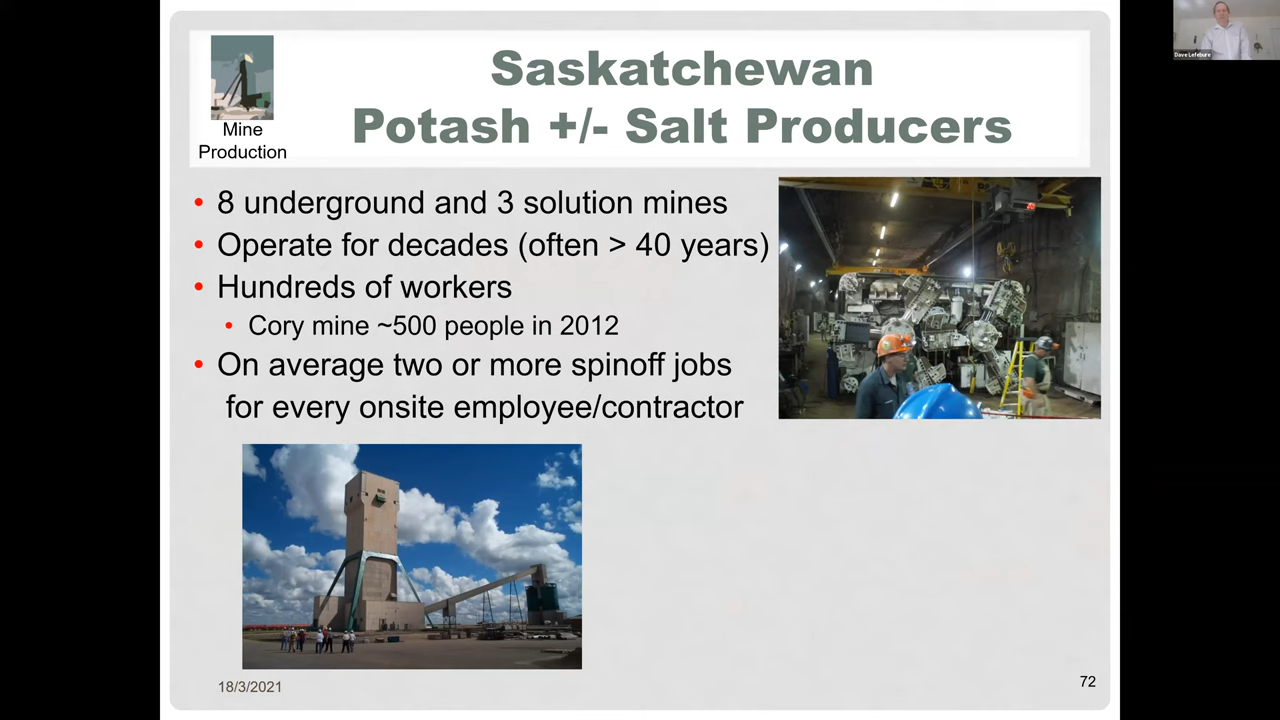 Saskatchewan
Potash +/- Salt Producers
Mine
Production
• 8 underground and 3 solution mines
• Operate for decades (often > 40 years)
• Hundreds of workers
• Cory mine ~500 people in 2012
• On average two or more spinoff jobs
for every onsite employee/contractor
18/3/2021
72
Dave Lefebure